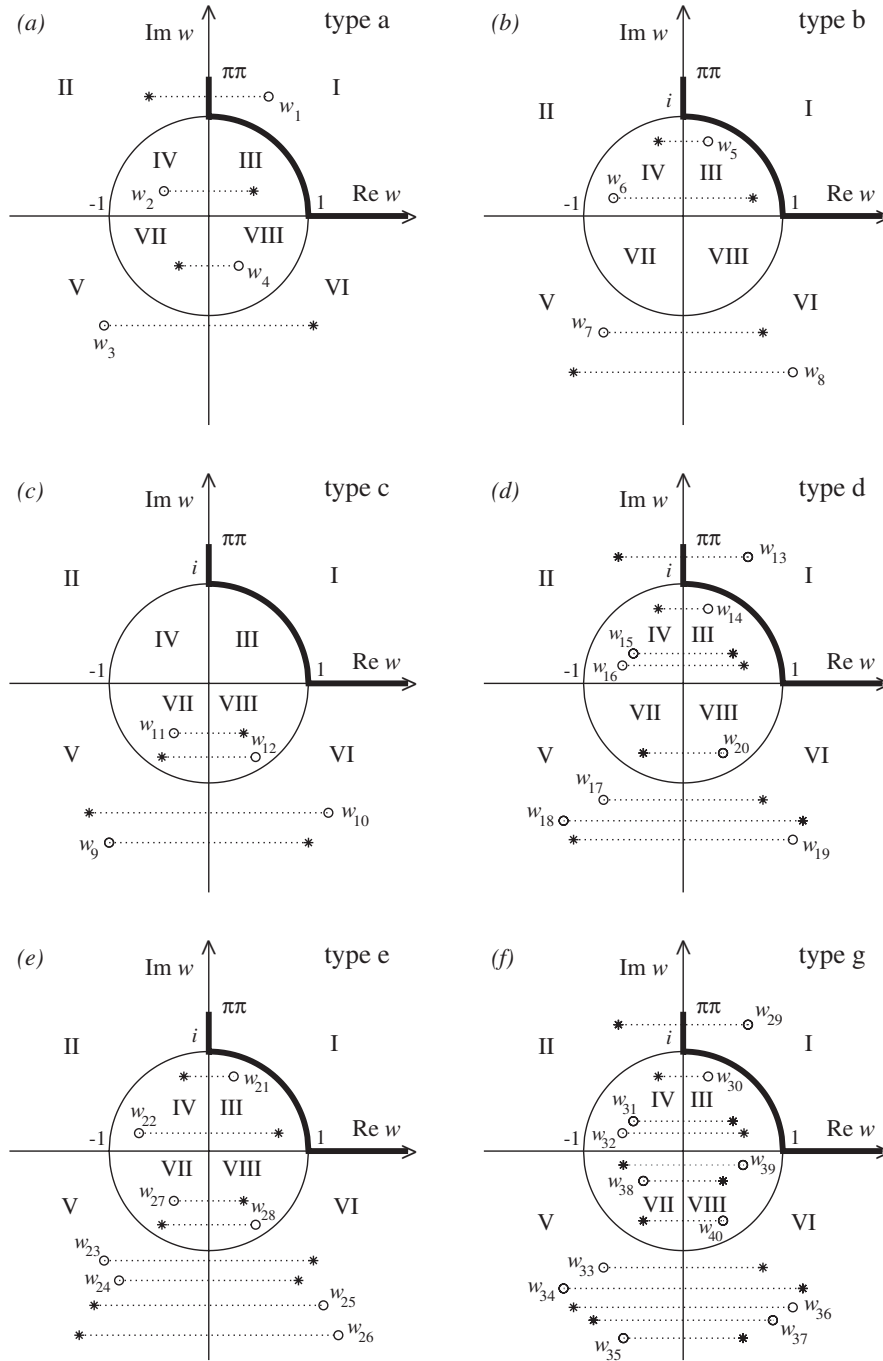 (a) type a
Im w
ππ
II I
w1
IV III
w2
-1 1 Re w
VII VIII
w4
V VI
w3
(b) type b
Im w
ππ
i
II I
w5
IV III
w6
-1 1 Re w
VII VIII
V VI
w7
w8
(c) type c
Im w
ππ
i
II I
IV III
-1 1 Re w
VII VIII
w11
w12
V VI
w10
w9
(d) type d
Im w
ππ
w13
i
II I
w14
w15 IV III
w16
-1 1 Re w
VII VIII
w20
V VI
w17
w18
w19
(e) type e
Im w
ππ
i
II I
w21
IV III
w22
-1 1 Re w
VII VIII
w27
w28
V VI
w23
w24
w25
w26
(f) type g
Im w
ππ
w29
i
II I
w30
w31 IV III
w32
-1 1 Re w
w39
w38
VII VIII
w40
V VI
w33
w34
w36
w37
w35